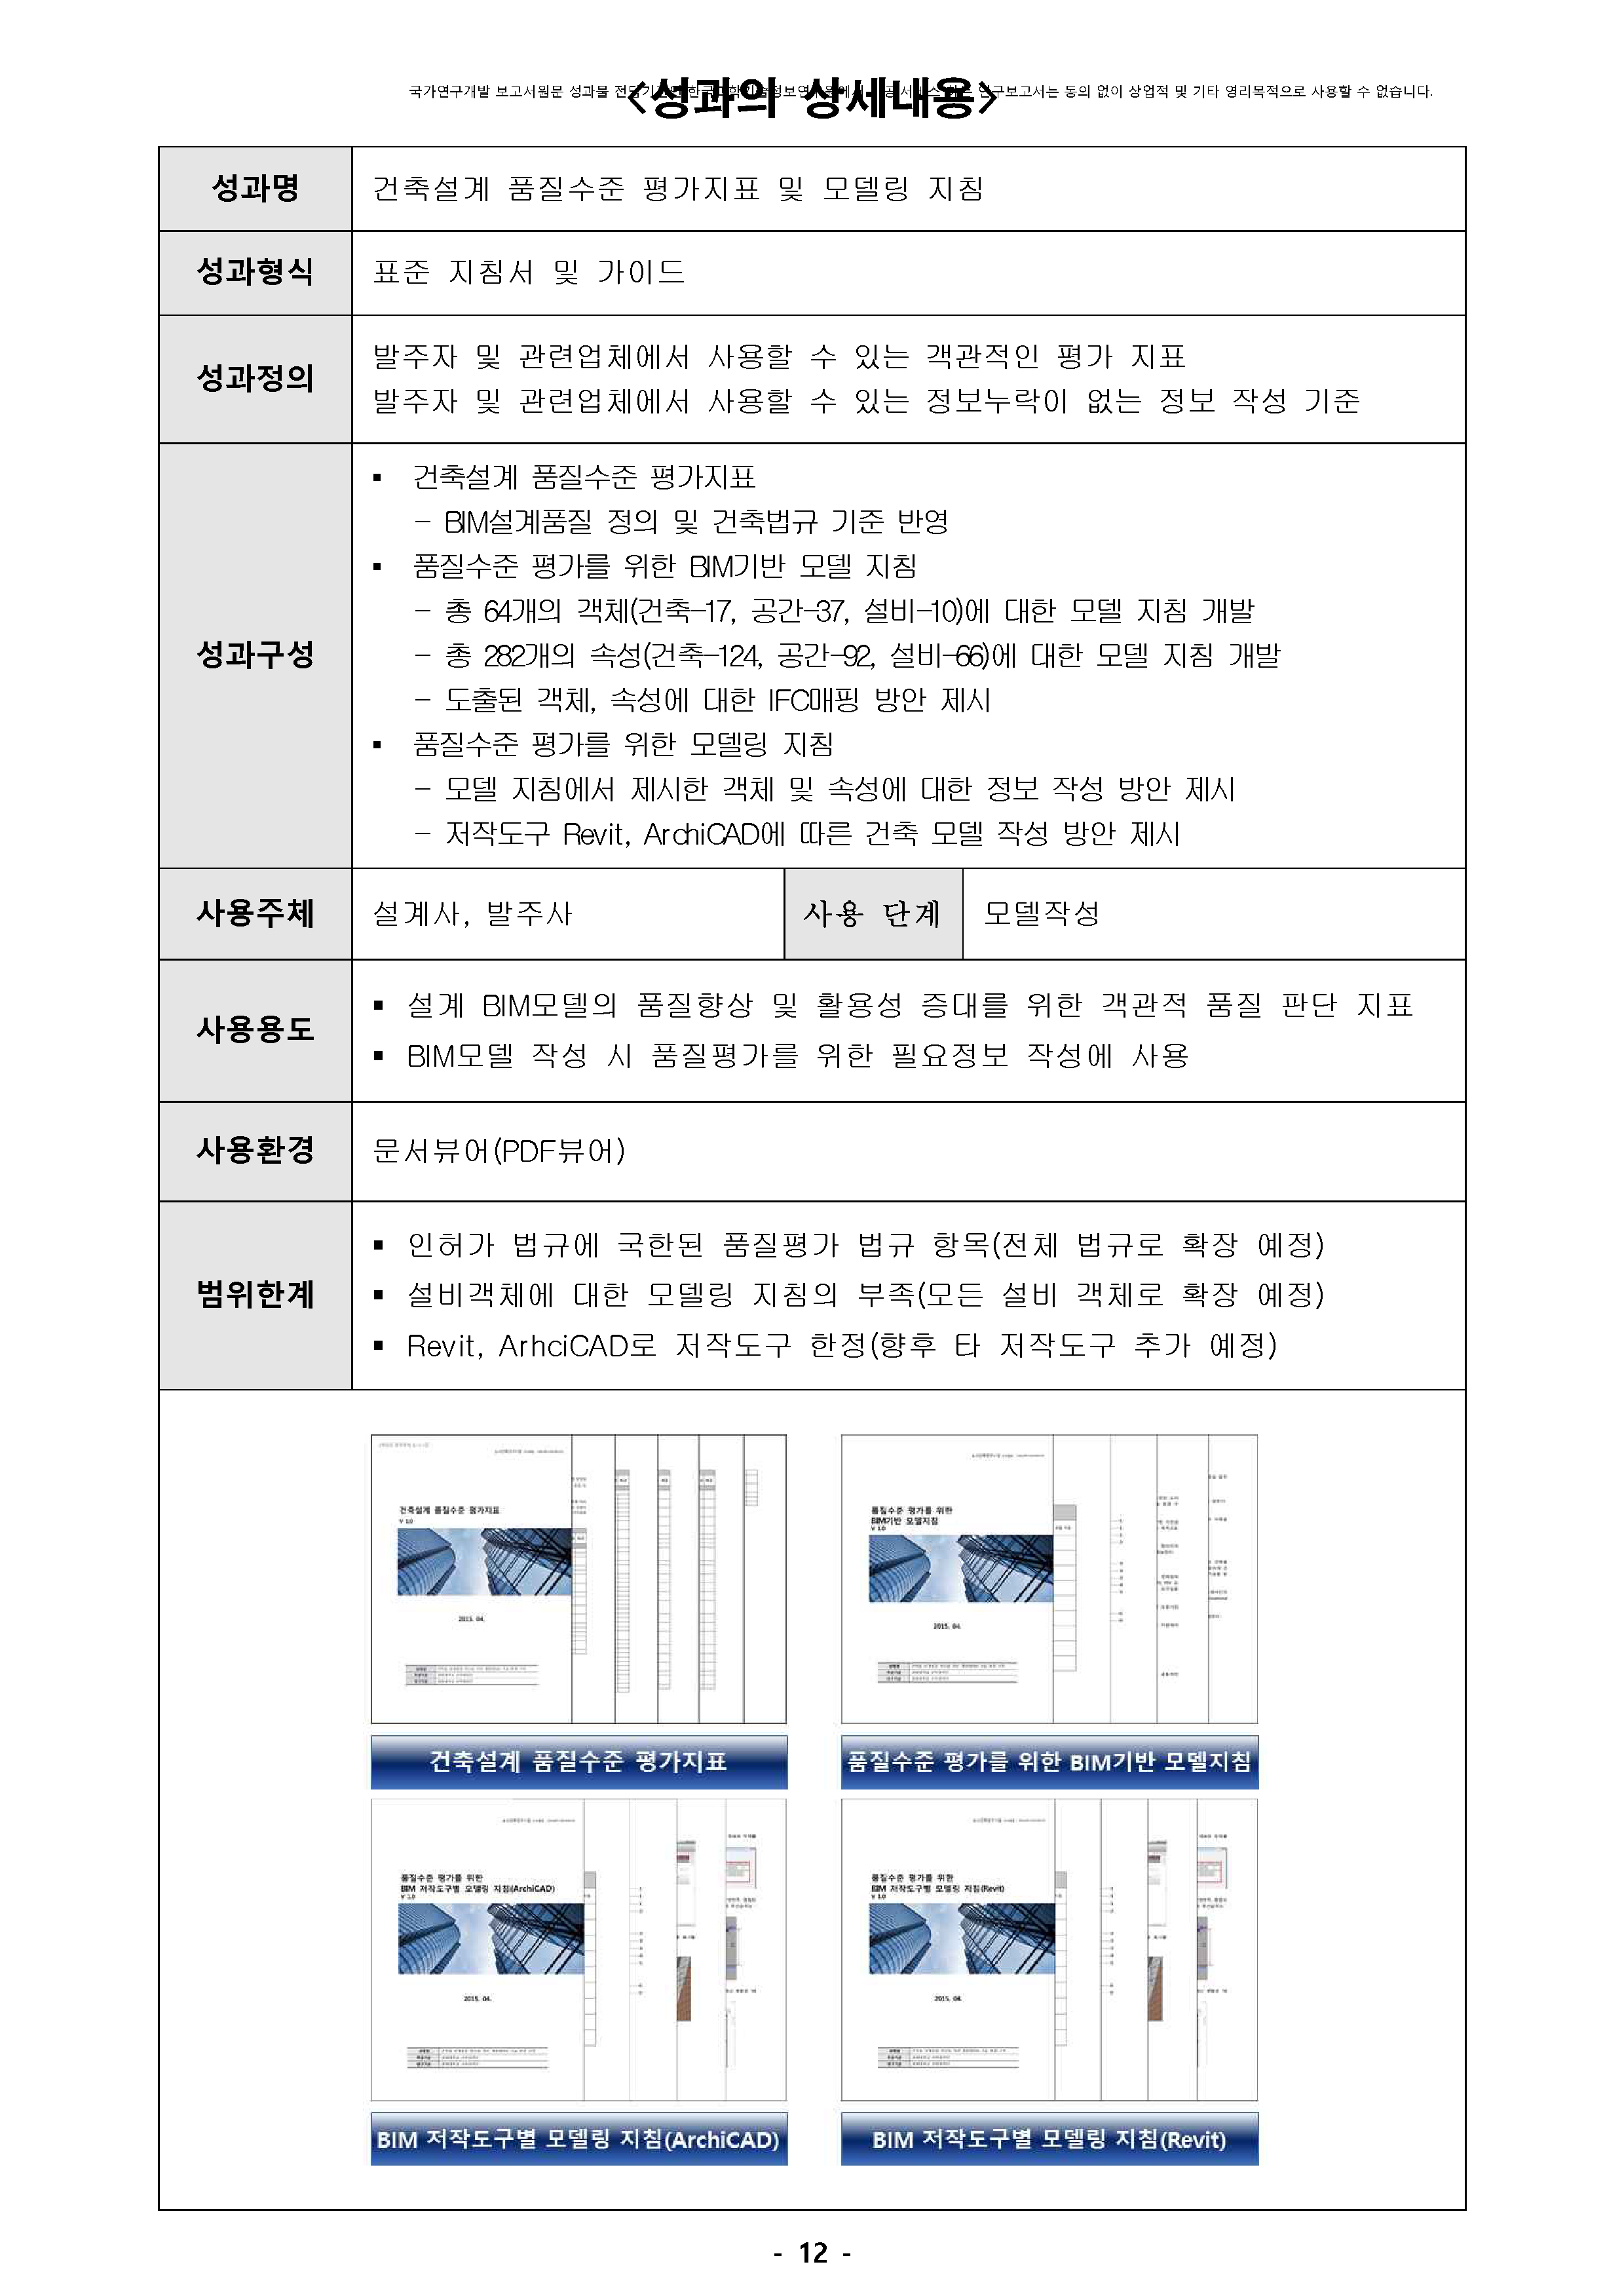 국가연구개발 보고서원문 성과물 전담기관인 한국과학기술정보연구원에서 가공·서비스 하는 연구보고서는 동의 없이 상업적 및 기타 영리목적으로 사용할 수 없습니다.
<성과의 상세내용>
성과명 건축설계 품질수준 평가지표 및 모델링 지침
성과형식 표준 지침서 및 가이드
성과정의
발주자 및 관련업체에서 사용할 수 있는 객관적인 평가 지표
발주자 및 관련업체에서 사용할 수 있는 정보누락이 없는 정보 작성 기준
성과구성
▪ 건축설계 품질수준 평가지표
- BIM설계품질 정의 및 건축법규 기준 반영
▪ 품질수준 평가를 위한 BIM기반 모델 지침
- 총 64개의 객체(건축-17, 공간-37, 설비-10)에 대한 모델 지침 개발
- 총 282개의 속성(건축-124, 공간-92, 설비-66)에 대한 모델 지침 개발
- 도출된 객체, 속성에 대한 IFC매핑 방안 제시
▪ 품질수준 평가를 위한 모델링 지침
- 모델 지침에서 제시한 객체 및 속성에 대한 정보 작성 방안 제시
- 저작도구 Revit, ArchiCAD에 따른 건축 모델 작성 방안 제시
사용주체 설계사, 발주사 사용 단계 모델작성
사용용도
▪ 설계 BIM모델의 품질향상 및 활용성 증대를 위한 객관적 품질 판단 지표
▪ BIM모델 작성 시 품질평가를 위한 필요정보 작성에 사용
사용환경 문서뷰어(PDF뷰어)
범위한계
▪ 인허가 법규에 국한된 품질평가 법규 항목(전체 법규로 확장 예정)
▪ 설비객체에 대한 모델링 지침의 부족(모든 설비 객체로 확장 예정)
▪ Revit, ArhciCAD로 저작도구 한정(향후 타 저작도구 추가 예정)
건축설계 품질수준 평가지표
V 1.0
2015. 04.
품질수준 평가를 위한
BIM기반 모델지침
V 1.0
2015. 04.
건축설계 품질수준 평가지표
품질수준 평가를 위한 BIM기반 모델지침
품질수준 평가를 위한
BIM 저작도구별 모델링 지침(ArchiCAD)
V 1.0
2015. 04.
품질수준 평가를 위한
BIM 저작도구별 모델링 지침(Revit)
V 1.0
2015. 04.
BIM 저작도구별 모델링 지침(ArchiCAD)
BIM 저작도구별 모델링 지침(Revit)
- 12 -